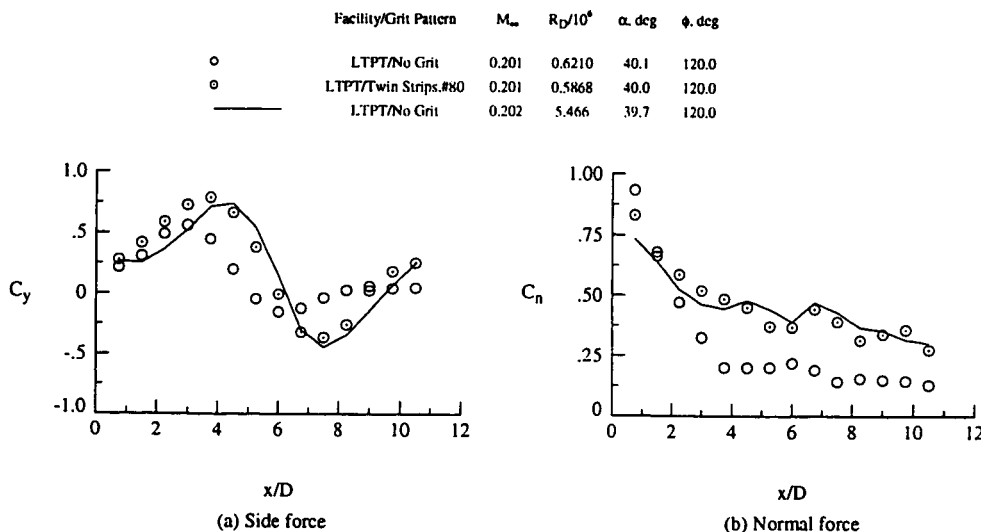 Facility/Grit Pattern M∞ R_D/10⁶ α, deg ϕ, deg
LTPT/No Grit 0.201 0.6210 40.1 120.0
LTPT/Twin Strips.#80 0.201 0.5868 40.0 120.0
LTPT/No Grit 0.202 5.466 39.7 120.0
1.0
.5
C_y 0
-.5
-1.0
0 2 4 6 8 10 12
x/D
(a) Side force
1.00
.75
C_n .50
.25
0
0 2 4 6 8 10 12
x/D
(b) Normal force